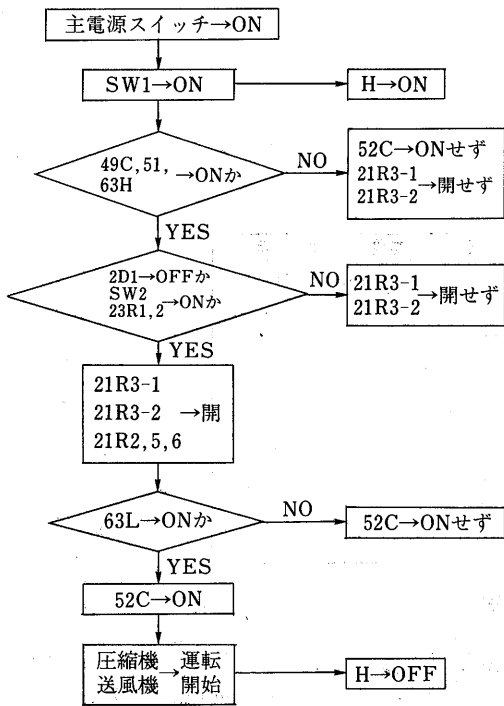 主電源スイッチ→ON
SW1→ON
H→ON
49C,51,
63H
→ONか
NO
52C→ONせず
21R3-1
21R3-2
→開せず
YES
2D1→OFFか
SW2
23R1,2
→ONか
NO
21R3-1
21R3-2
→開せず
YES
21R3-1
21R3-2 →開
21R2,5,6
63L→ONか
NO
52C→ONせず
YES
52C→ON
圧縮機→運転
送風機 開始
H→OFF